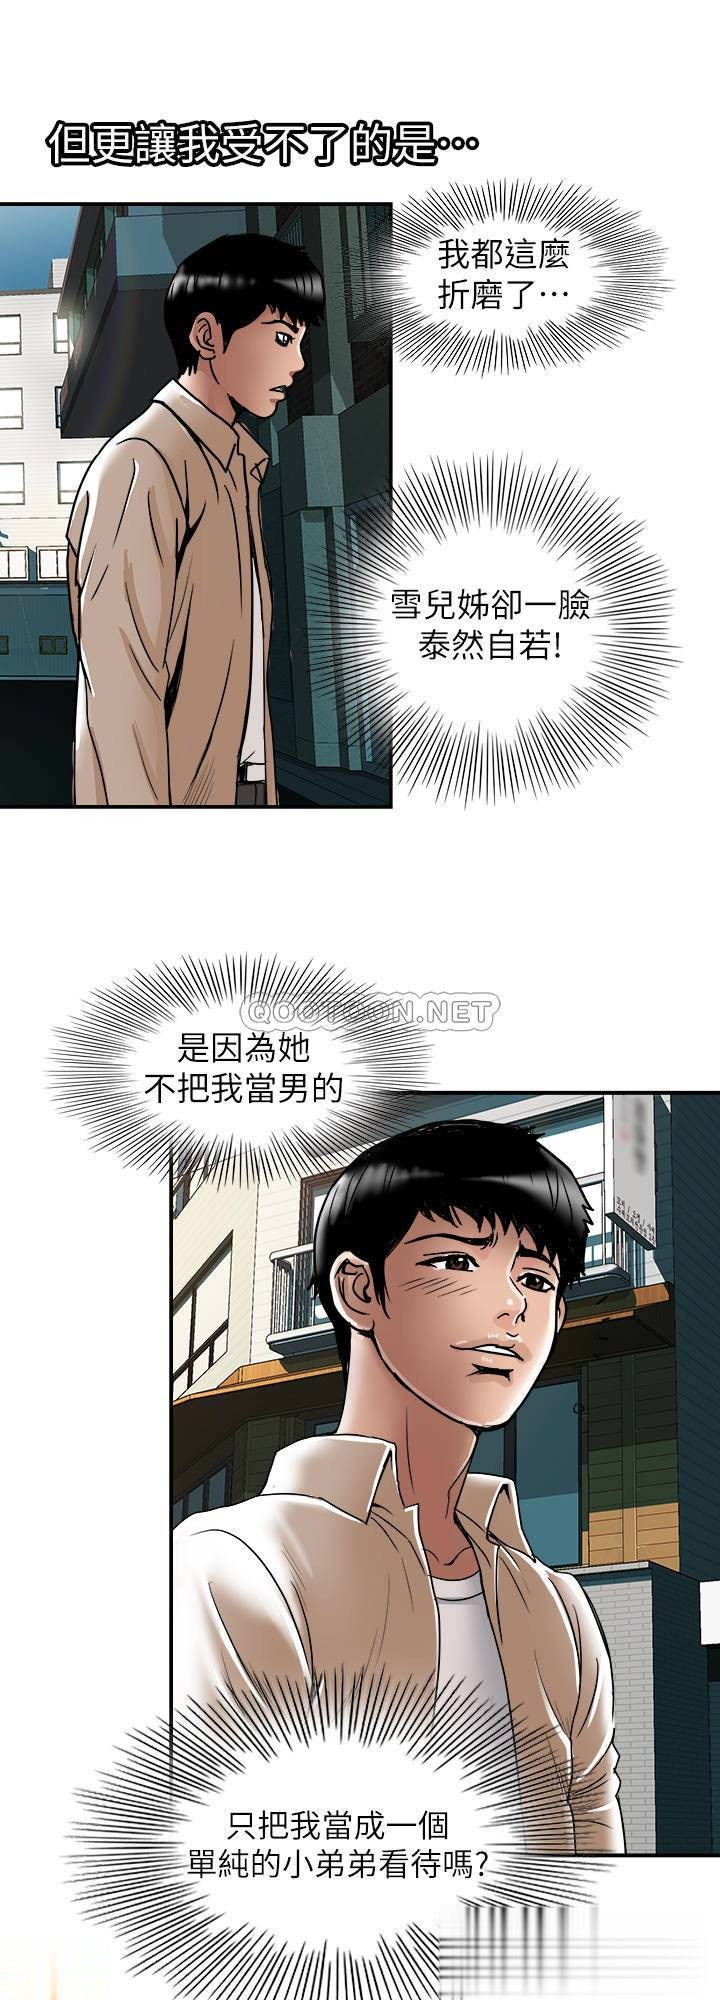 但更讓我受不了的是…
我都這麼
折磨了…
雪兒姊卻一臉
泰然自若!
QOOTOON.NET
是因為她
不把我當男的
只把我當成一個
單純的小弟弟看待嗎?